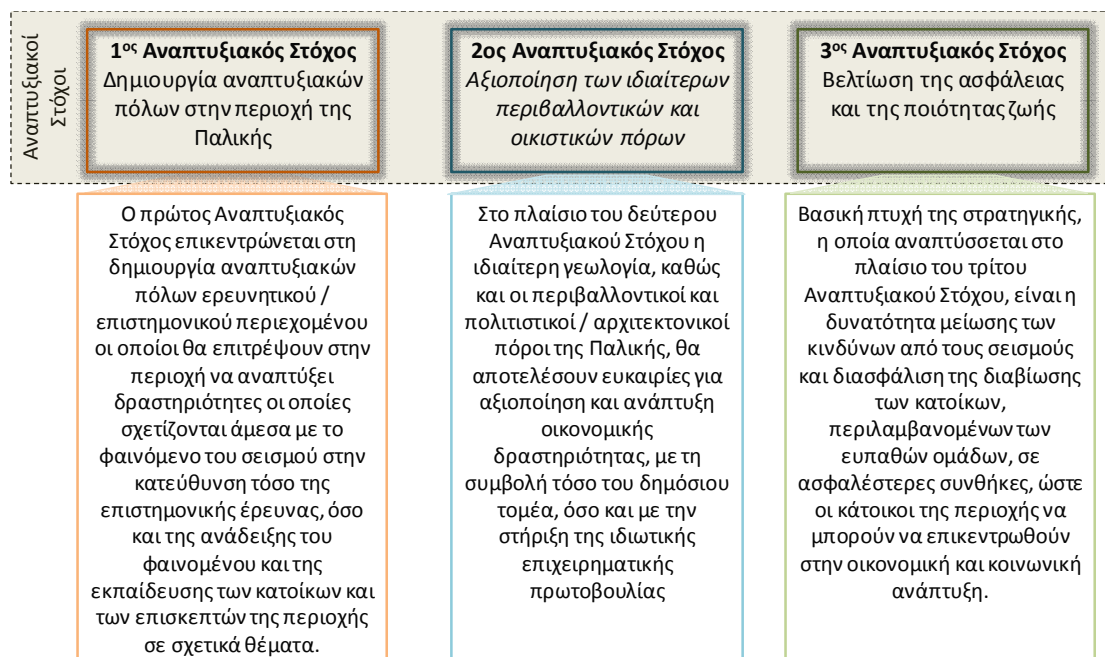 Αναπτυξιακοί
Στόχοι
1ος Αναπτυξιακός Στόχος
Δημιουργία αναπτυξιακών
πόλων στην περιοχή της
Παλικής
2ος Αναπτυξιακός Στόχος
Αξιοποίηση των ιδιαίτερων
περιβαλλοντικών και
οικιστικών πόρων
3ος Αναπτυξιακός Στόχος
Βελτίωση της ασφάλειας
και της ποιότητας ζωής
Ο πρώτος Αναπτυξιακός
Στόχος επικεντρώνεται στη
δημιουργία αναπτυξιακών
πόλων ερευνητικού /
επιστημονικού περιεχομένου
οι οποίοι θα επιτρέψουν στην
περιοχή να αναπτύξει
δραστηριότητες οι οποίες
σχετίζονται άμεσα με το
φαινόμενο του σεισμού στην
κατεύθυνση τόσο της
επιστημονικής έρευνας, όσο
και της ανάδειξης του
φαινομένου και της
εκπαίδευσης των κατοίκων και
των επισκεπτών της περιοχής
σε σχετικά θέματα.
Στο πλαίσιο του δεύτερου
Αναπτυξιακού Στόχου η
ιδιαίτερη γεωλογία, καθώς
και οι περιβαλλοντικοί και
πολιτιστικοί / αρχιτεκτονικοί
πόροι της Παλικής, θα
αποτελέσουν ευκαιρίες για
αξιοποίηση και ανάπτυξη
οικονομικής
δραστηριότητας, με τη
συμβολή τόσο του δημόσιου
τομέα, όσο και με την
στήριξη της ιδιωτικής
επιχειρηματικής
πρωτοβουλίας
Βασική πτυχή της στρατηγικής,
η οποία αναπτύσσεται στο
πλαίσιο του τρίτου
Αναπτυξιακού Στόχου, είναι η
δυνατότητα μείωσης των
κινδύνων από τους σεισμούς
και διασφάλιση της διαβίωσης
των κατοίκων,
περιλαμβανομένων των
ευπαθών ομάδων, σε
ασφαλέστερες συνθήκες, ώστε
οι κάτοικοι της περιοχής να
μπορούν να επικεντρωθούν
στην οικονομική και κοινωνική
ανάπτυξη.